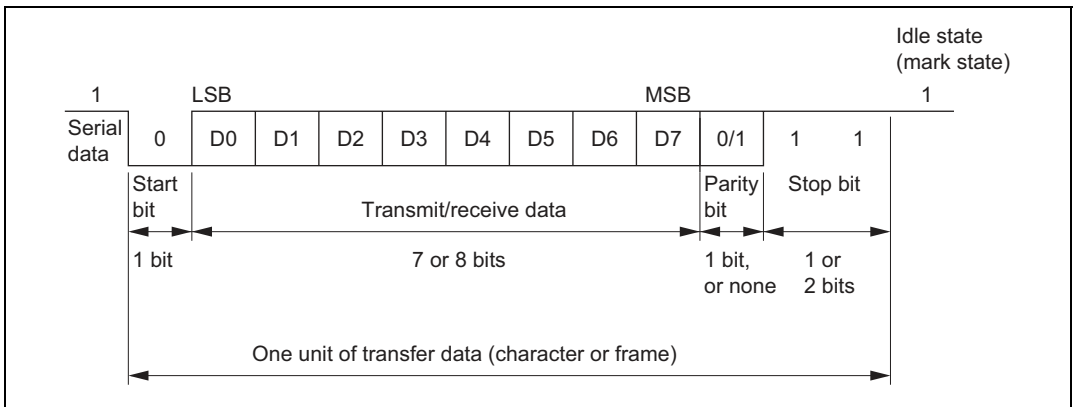 Idle state
(mark state)
1 LSB MSB 1
Serial
data
0 D0 D1 D2 D3 D4 D5 D6 D7 0/1 1 1
Start
bit
Transmit/receive data
Parity
bit
Stop bit
1 bit
7 or 8 bits
1 bit,
or none
1 or
2 bits
One unit of transfer data (character or frame)